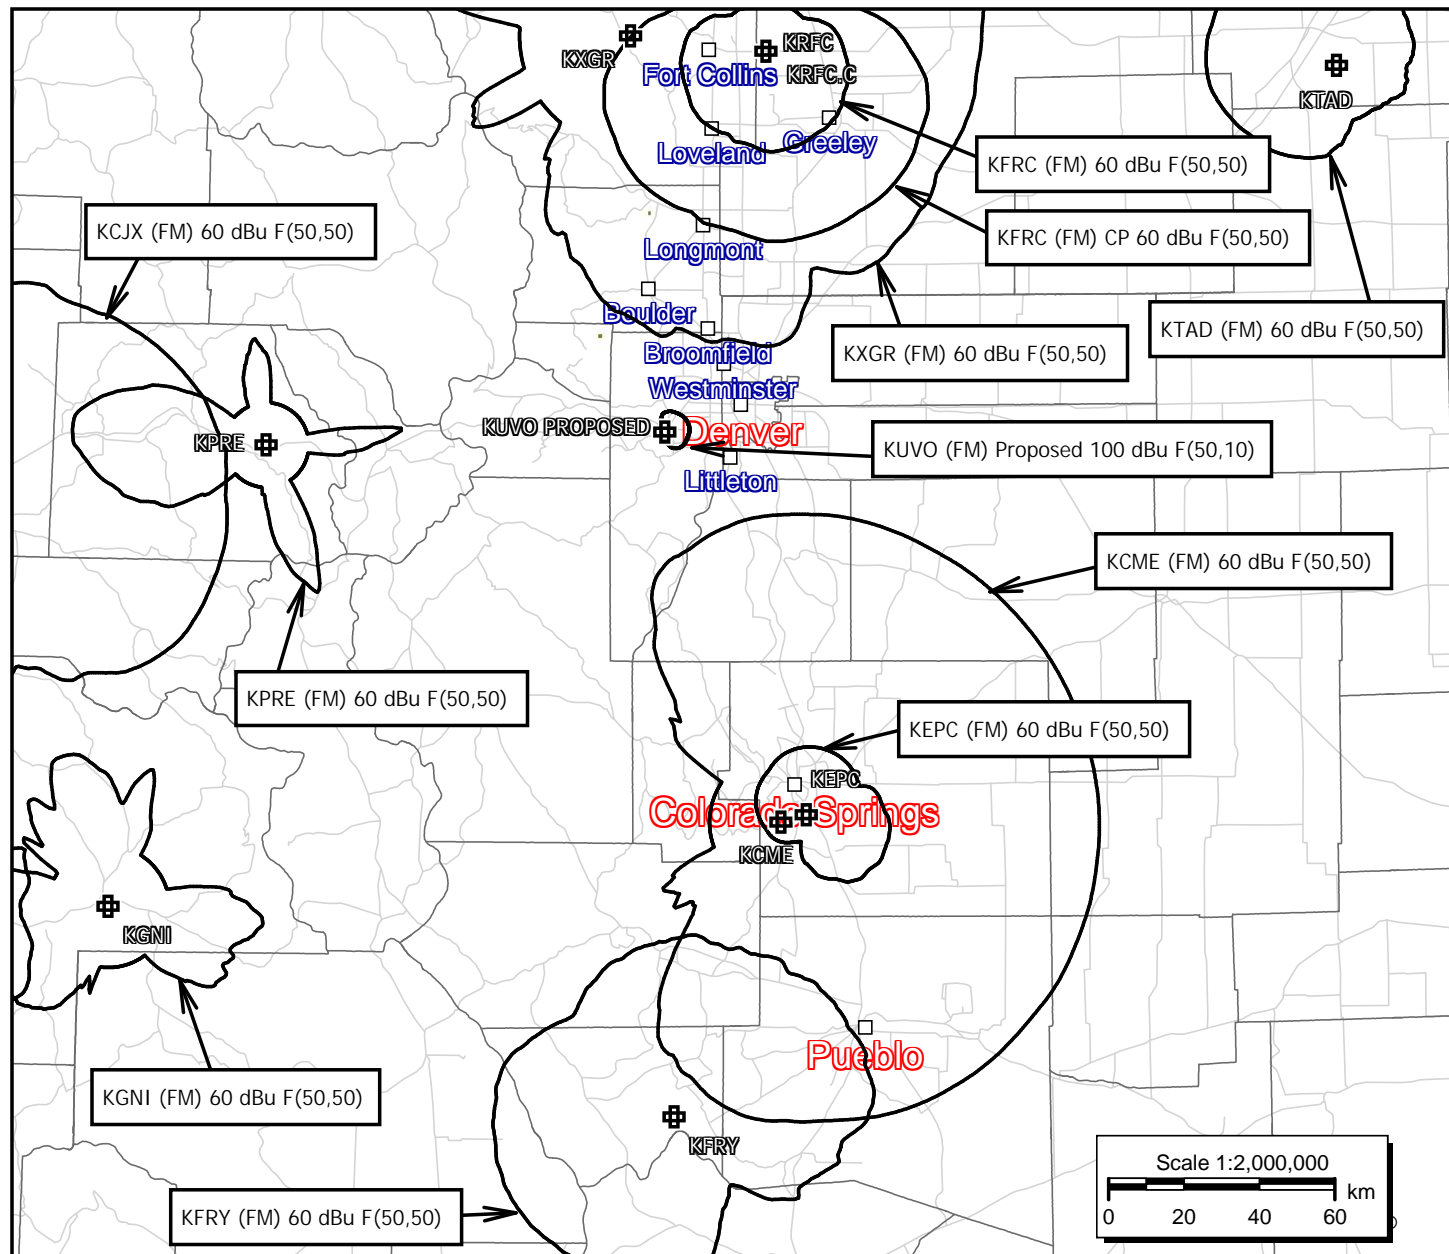 KXGR
KRFC
KRFC.C
Fort Collins
KTAD
Greeley
Loveland
KFRC (FM) 60 dBu F(50,50)
KFRC (FM) CP 60 dBu F(50,50)
KCJX (FM) 60 dBu F(50,50)
Longmont
Boulder
KTAD (FM) 60 dBu F(50,50)
Broomfield
KXGR (FM) 60 dBu F(50,50)
Westminster
KUVO PROPOSED
Denver
KPRE
KUVO (FM) Proposed 100 dBu F(50,10)
Littleton
KCME (FM) 60 dBu F(50,50)
KPRE (FM) 60 dBu F(50,50)
KEPC (FM) 60 dBu F(50,50)
KEPC
Colorado Springs
KCME
KGNI
Pueblo
KGNI (FM) 60 dBu F(50,50)
KFRY
KFRY (FM) 60 dBu F(50,50)
Scale 1:2,000,000
km
0 20 40 60